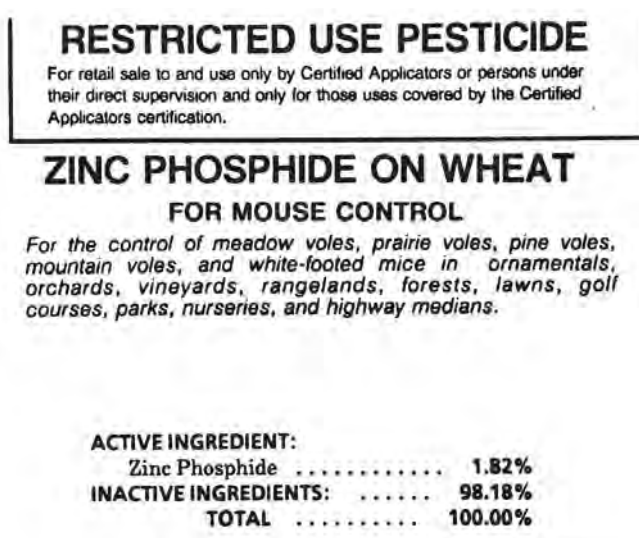 RESTRICTED USE PESTICIDE
For retail sale to and use only by Certified Applicators or persons under
their direct supervision and only for those uses covered by the Certified
Applicators certification.
ZINC PHOSPHIDE ON WHEAT
FOR MOUSE CONTROL
For the control of meadow voles, prairie voles, pine voles,
mountain voles, and white-footed mice in ornamentals,
orchards, vineyards, rangelands, forests, lawns, golf
courses, parks, nurseries, and highway medians.
ACTIVE INGREDIENT:
Zinc Phosphide ............ 1.82%
INACTIVE INGREDIENTS: ...... 98.18%
TOTAL .......... 100.00%